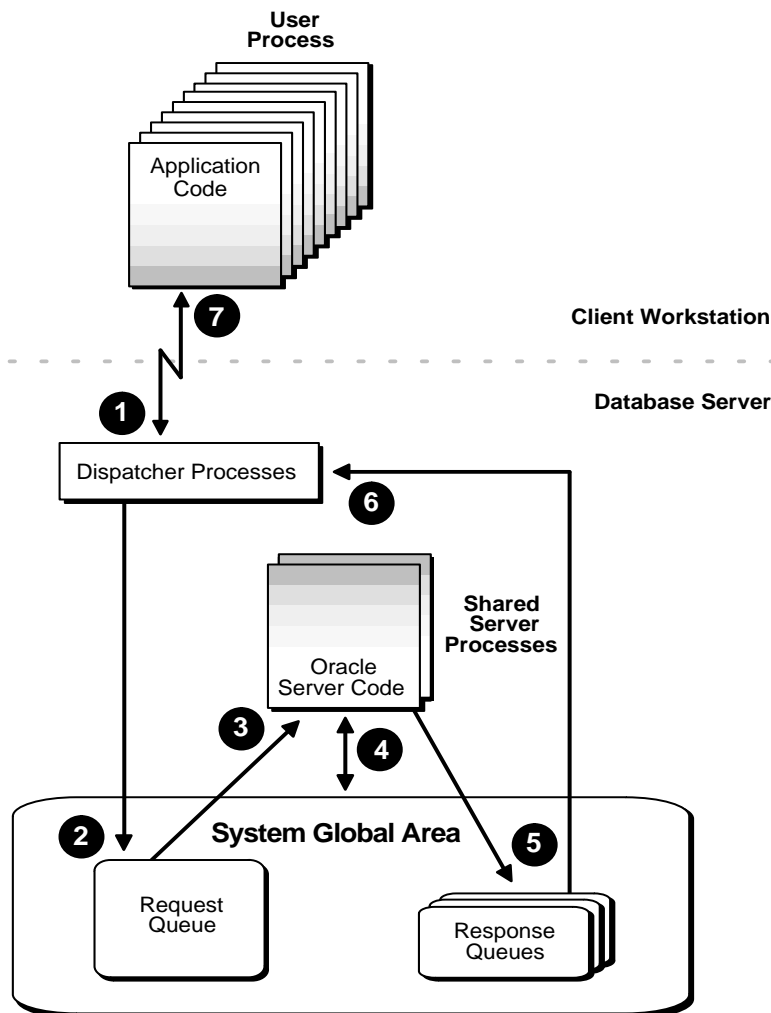 User
Process
Application
Code
7
Client Workstation
1
Database Server
Dispatcher Processes
6
Shared
Server
Processes
Oracle
Server Code
3
4
2
System Global Area
5
Request
Queue
Response
Queues